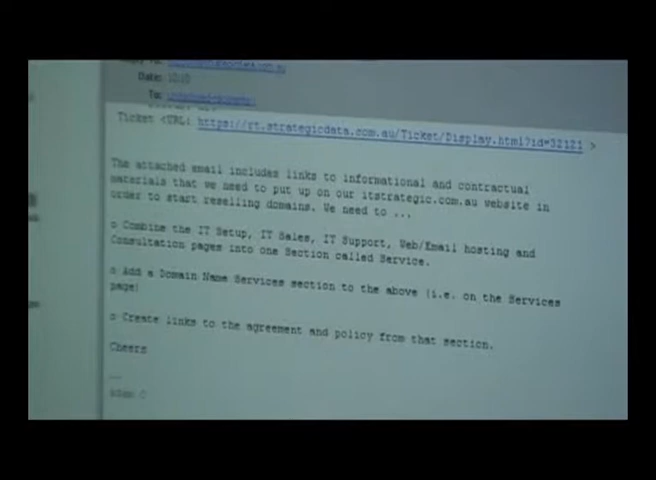 Date: 10:10
To:
Ticket <URL: https://rt.strategicdata.com.au/Ticket/Display.html?id=32121 >
The attached email includes links to informational and contractual
materials that we need to put up on our itstrategic.com.au website in
order to start reselling domains. We need to ...
o Combine the IT Setup, IT Sales, IT Support, Web/Email hosting and
Consultation pages into one Section called Service.
o Add a Domain Name Services section to the above (i.e. on the Services
page)
o Create links to the agreement and policy from that section.
Cheers
--
Adam C